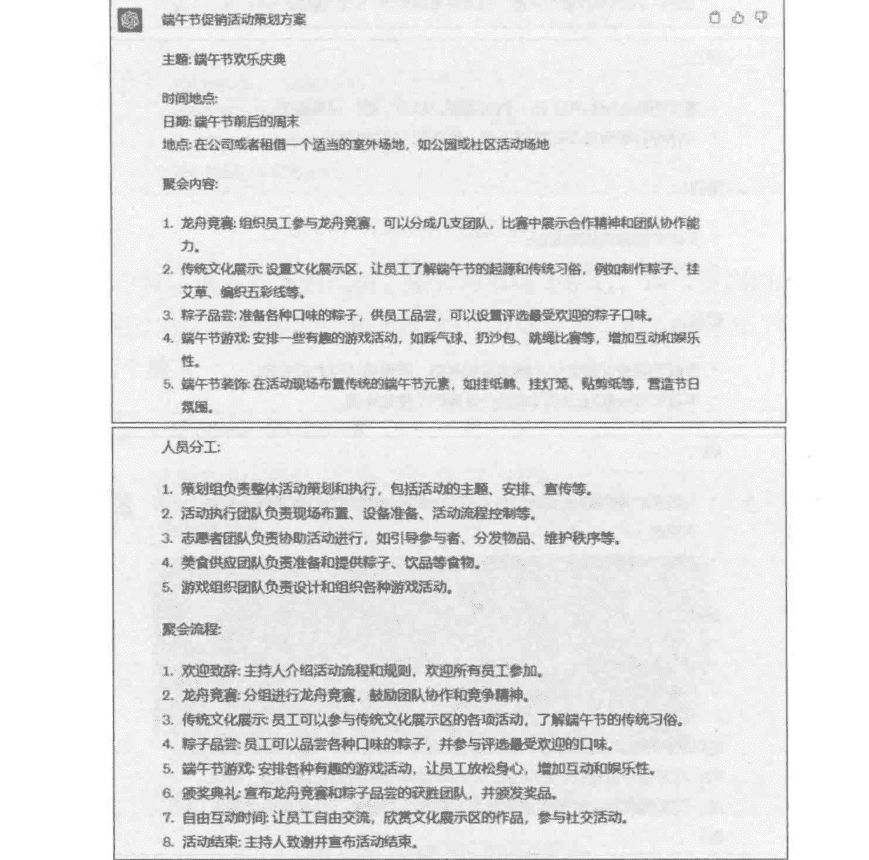 端午节促销活动策划方案
主题: 端午节欢乐庆典
时间地点:
日期: 端午节前后的周末
地点: 在公司或者租借一个适当的室外场地，如公园或社区活动场地
聚会内容:
1. 龙舟竞赛: 组织员工参与龙舟竞赛，可以分成几支团队，比赛中展示合作精神和团队协作能
力。
2. 传统文化展示: 设置文化展示区，让员工了解端午节的起源和传统习俗，例如制作粽子、挂
艾草、编织五彩线等。
3. 粽子品尝: 准备各种口味的粽子，供员工品尝，可以设置评选最受欢迎的粽子口味。
4. 端午节游戏: 安排一些有趣的游戏活动，如踩气球、扔沙包、跳绳比赛等，增加互动和娱乐
性。
5. 端午节装饰: 在活动现场布置传统的端午节元素，如挂纸鹤、挂灯笼、贴剪纸等，营造节日
氛围。
人员分工:
1. 策划组负责整体活动策划和执行，包括活动的主题、安排、宣传等。
2. 活动执行团队负责现场布置、设备准备、活动流程控制等。
3. 志愿者团队负责协助活动进行，如引导参与者、分发物品、维护秩序等。
4. 美食供应团队负责准备和提供粽子、饮品等食物。
5. 游戏组织团队负责设计和组织各种游戏活动。
聚会流程:
1. 欢迎致辞: 主持人介绍活动流程和规则，欢迎所有员工参加。
2. 龙舟竞赛: 分组进行龙舟竞赛，鼓励团队协作和竞争精神。
3. 传统文化展示: 员工可以参与传统文化展示区的各项活动，了解端午节的传统习俗。
4. 粽子品尝: 员工可以品尝各种口味的粽子，并参与评选最受欢迎的口味。
5. 端午节游戏: 安排各种有趣的游戏活动，让员工放松身心，增加互动和娱乐性。
6. 颁奖典礼: 宣布龙舟竞赛和粽子品尝的获胜团队，并颁发奖品。
7. 自由互动时间: 让员工自由交流，欣赏文化展示区的作品，参与社交活动。
8. 活动结束: 主持人致谢并宣布活动结束。